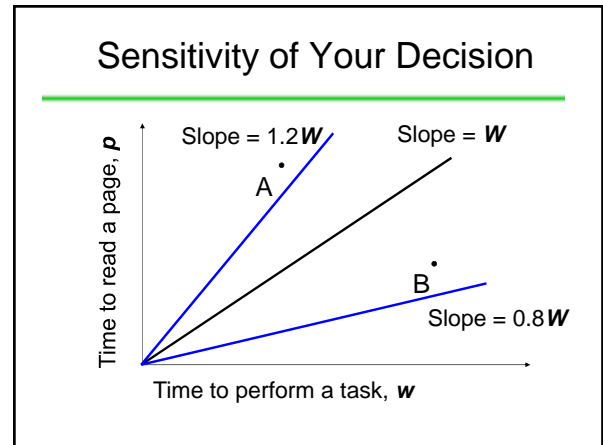 Sensitivity of Your Decision
Slope = 1.2W
Slope = W
Time to read a page, p
A
B
Slope = 0.8W
Time to perform a task, w